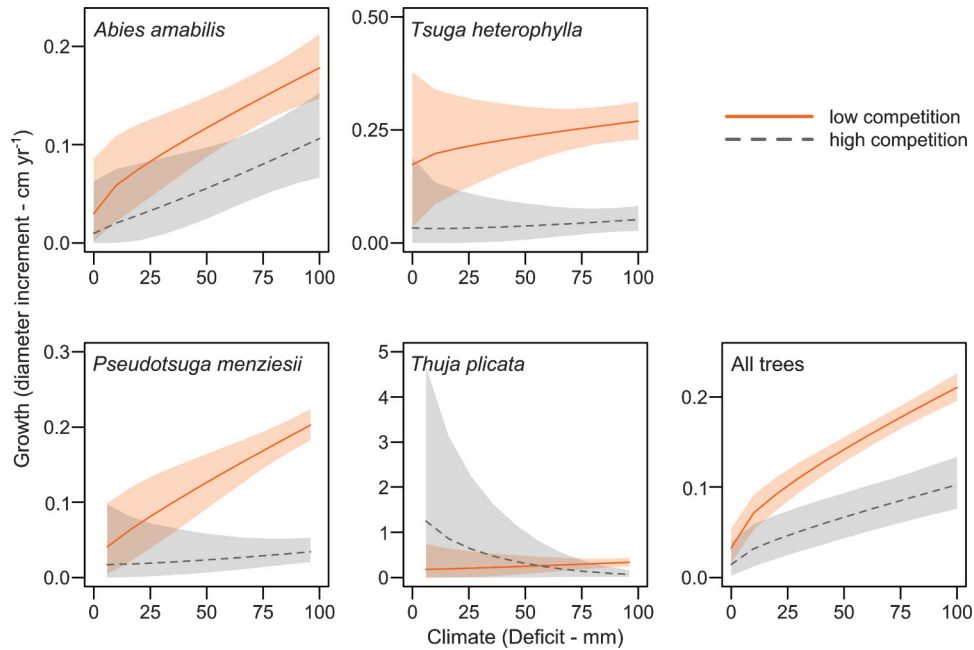 Growth (diameter increment - cm yr⁻¹)
Abies amabilis
0.2
0.1
0.0
0 25 50 75 100
Tsuga heterophylla
0.50
0.25
0.00
0 25 50 75 100
low competition
high competition
Pseudotsuga menziesii
0.3
0.2
0.1
0.0
0 25 50 75 100
Thuja plicata
5
4
3
2
1
0
0 25 50 75 100
All trees
0.2
0.1
0.0
0 25 50 75 100
Climate (Deficit - mm)